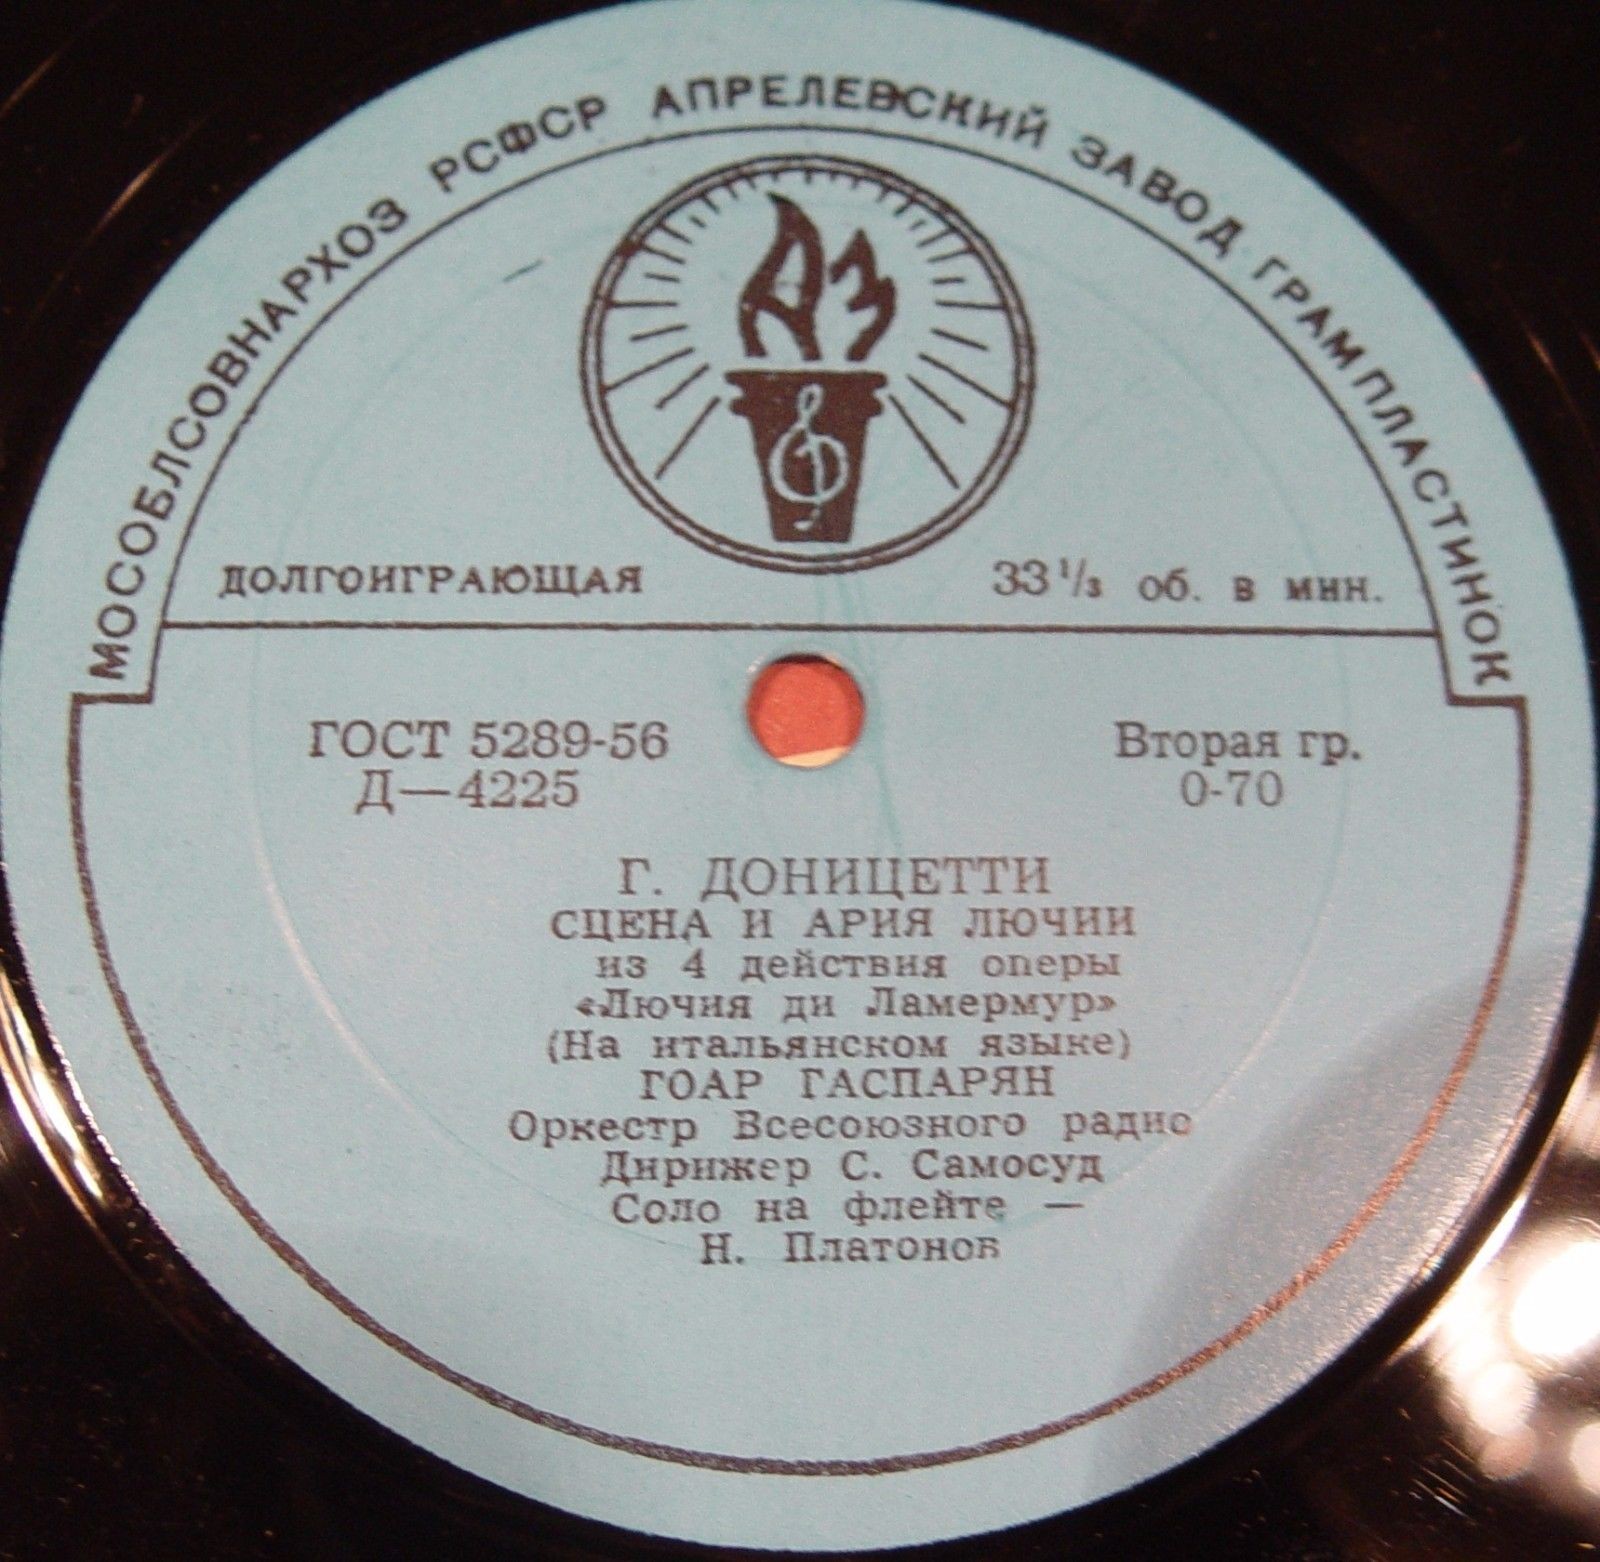 МОСОБЛСОВНАРХОЗ РСФСР АПРЕЛЕВСКИЙ ЗАВОД ГРАМПЛАСТИНОК
АЗ
ДОЛГОИГРАЮЩАЯ 33 1/3 об. в мин.
ГОСТ 5289-56 Вторая гр.
Д—4225 0-70
Г. ДОНИЦЕТТИ
СЦЕНА И АРИЯ ЛЮЧИИ
из 4 действия оперы
«Лючия ди Ламермур»
(На итальянском языке)
ГОАР ГАСПАРЯН
Оркестр Всесоюзного радио
Дирижер С. Самосуд
Соло на флейте —
Н. Платонов